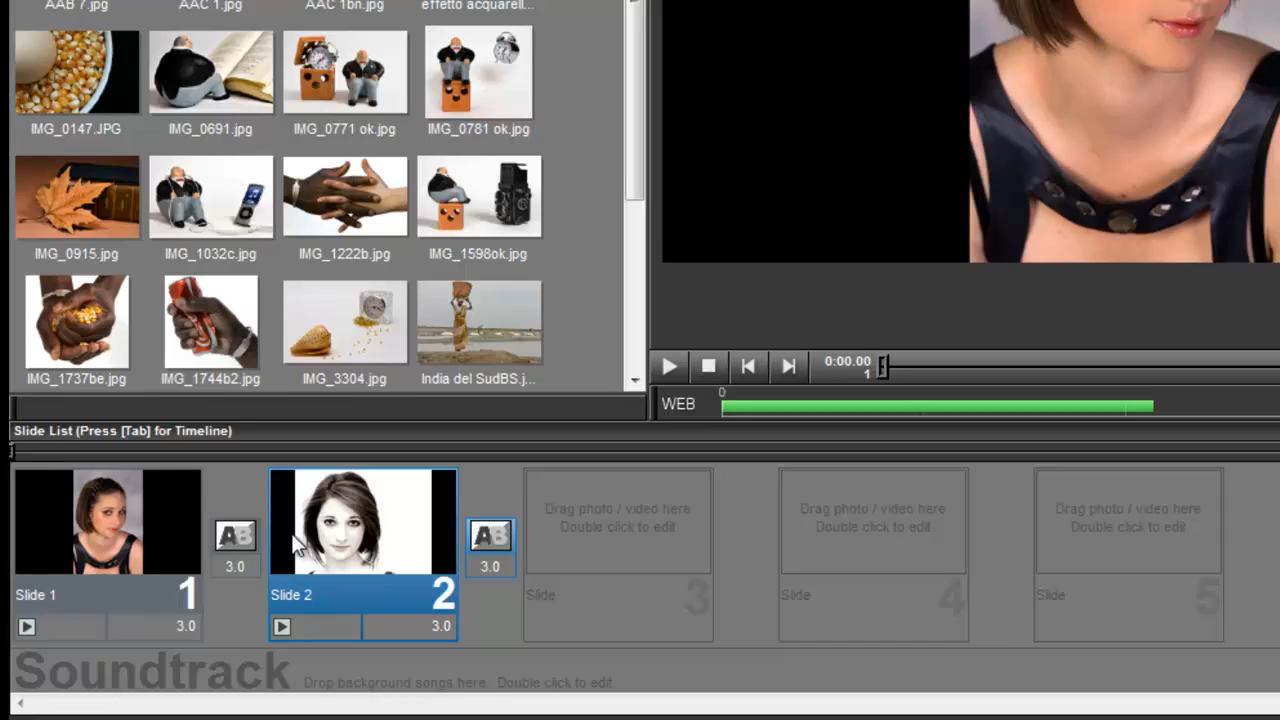 AAB 7.jpg
AAC 1.jpg
AAC 1bn.jpg
effetto acquarell...
IMG_0147.JPG
IMG_0691.jpg
IMG_0771 ok.jpg
IMG_0781 ok.jpg
IMG_0915.jpg
IMG_1032c.jpg
IMG_1222b.jpg
IMG_1598ok.jpg
IMG_1737be.jpg
IMG_1744b2.jpg
IMG_3304.jpg
India del SudBS.j...
0:00.00
1
WEB
0
Slide List (Press [Tab] for Timeline)
AB
3.0
Slide 1
1
3.0
AB
3.0
Slide 2
2
3.0
Drag photo / video here
Double click to edit
Slide
3
Drag photo / video here
Double click to edit
Slide
4
Drag photo / video here
Double click to edit
Slide
5
Soundtrack
Drop background songs here. Double click to edit